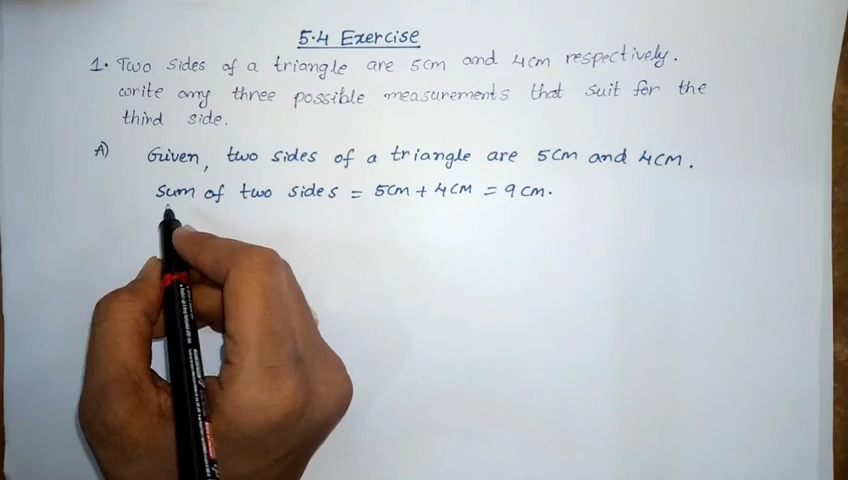 5.4 Exercise
1. Two sides of a triangle are 5cm and 4cm respectively.
write any three possible measurements that suit for the
third side.
A) Given, two sides of a triangle are 5cm and 4cm.
Sum of two sides = 5cm + 4cm = 9cm.